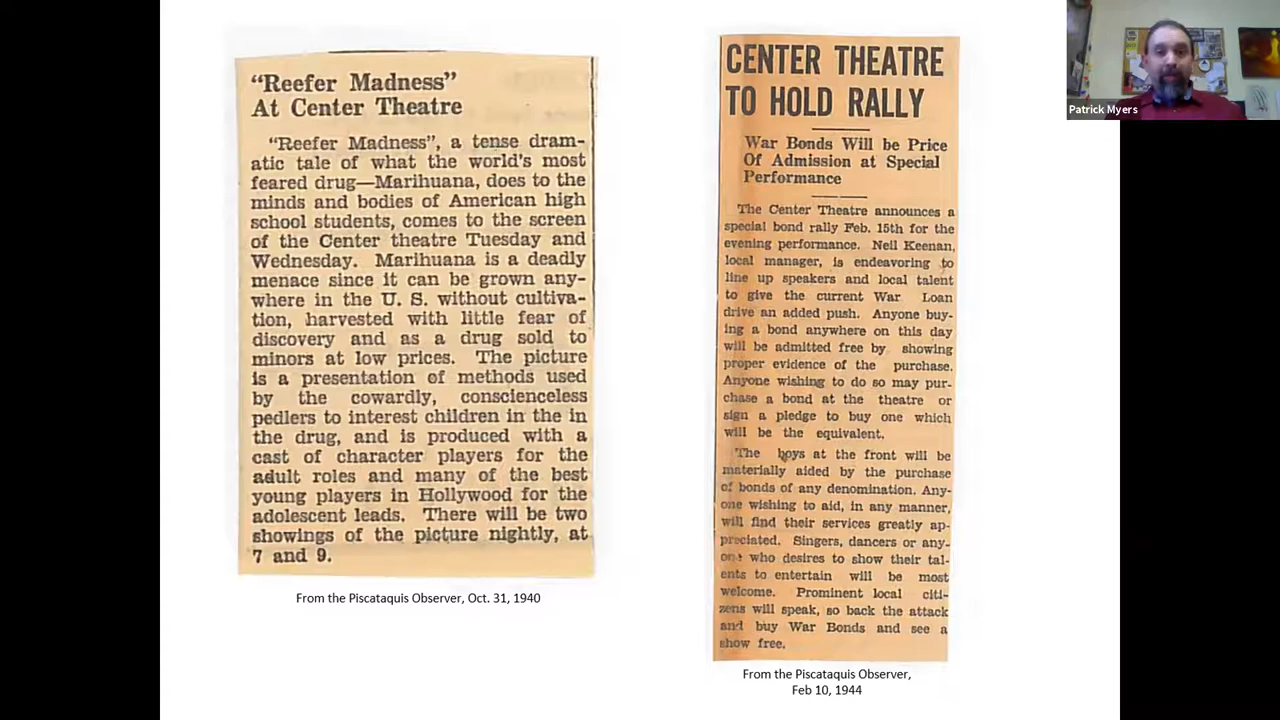 "Reefer Madness"
At Center Theatre
"Reefer Madness", a tense dram-
atic tale of what the world's most
feared drug—Marihuana, does to the
minds and bodies of American high
school students, comes to the screen
of the Center theatre Tuesday and
Wednesday. Marihuana is a deadly
menace since it can be grown any-
where in the U. S. without cultiva-
tion, harvested with little fear of
discovery and as a drug sold to
minors at low prices. The picture
is a presentation of methods used
by the cowardly, conscienceless
pedlers to interest children in the in
the drug, and is produced with a
cast of character players for the
adult roles and many of the best
young players in Hollywood for the
adolescent leads. There will be two
showings of the picture nightly, at
7 and 9.
From the Piscataquis Observer, Oct. 31, 1940
CENTER THEATRE
TO HOLD RALLY
War Bonds Will be Price
Of Admission at Special
Performance
The Center Theatre announces a
special bond rally Feb. 15th for the
evening performance. Neil Keenan,
local manager, is endeavoring to
line up speakers and local talent
to give the current War Loan
drive an added push. Anyone buy-
ing a bond anywhere on this day
will be admitted free by showing
proper evidence of the purchase.
Anyone wishing to do so may pur-
chase a bond at the theatre or
sign a pledge to buy one which
will be the equivalent.
The boys at the front will be
materially aided by the purchase
of bonds of any denomination. Any-
one wishing to aid, in any manner,
will find their services greatly ap-
preciated. Singers, dancers or any-
one who desires to show their tal-
ents to entertain will be most
welcome. Prominent local citi-
zens will speak, so back the attack
and buy War Bonds and see a
show free.
From the Piscataquis Observer,
Feb 10, 1944
Patrick Myers